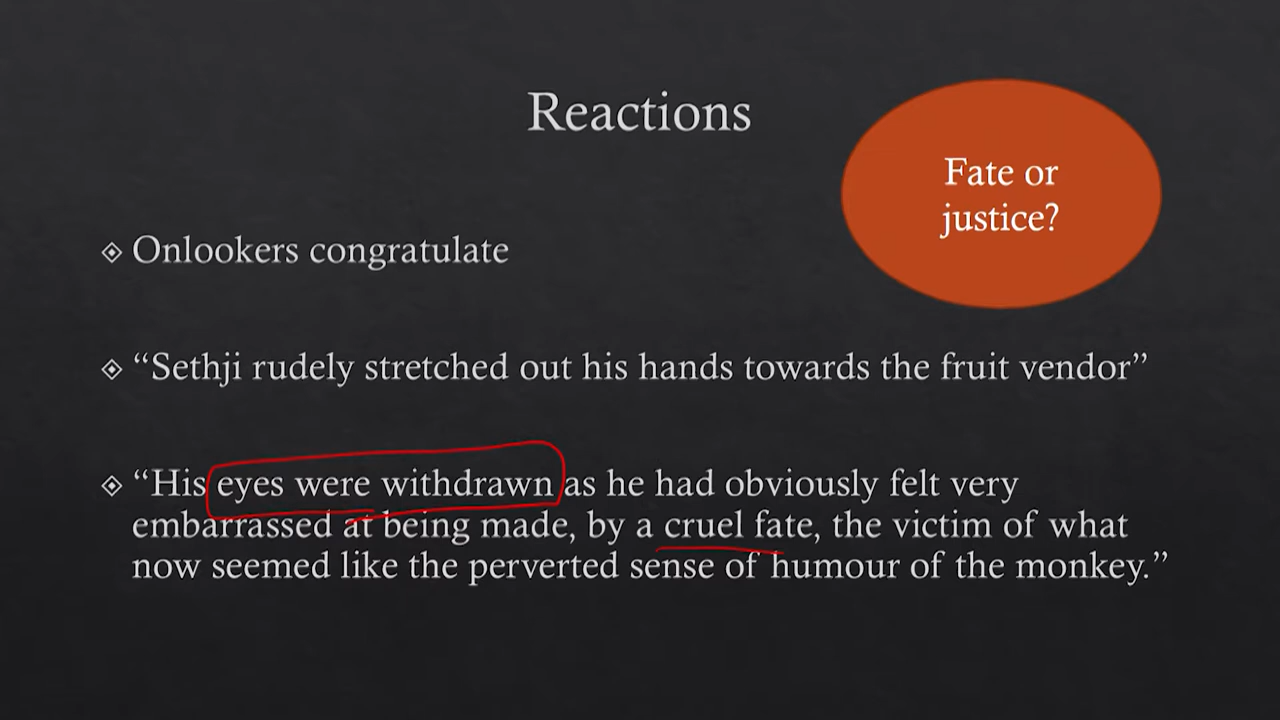 Reactions
Fate or
justice?
Onlookers congratulate
“Sethji rudely stretched out his hands towards the fruit vendor”
“His eyes were withdrawn as he had obviously felt very
embarrassed at being made, by a cruel fate, the victim of what
now seemed like the perverted sense of humour of the monkey.”